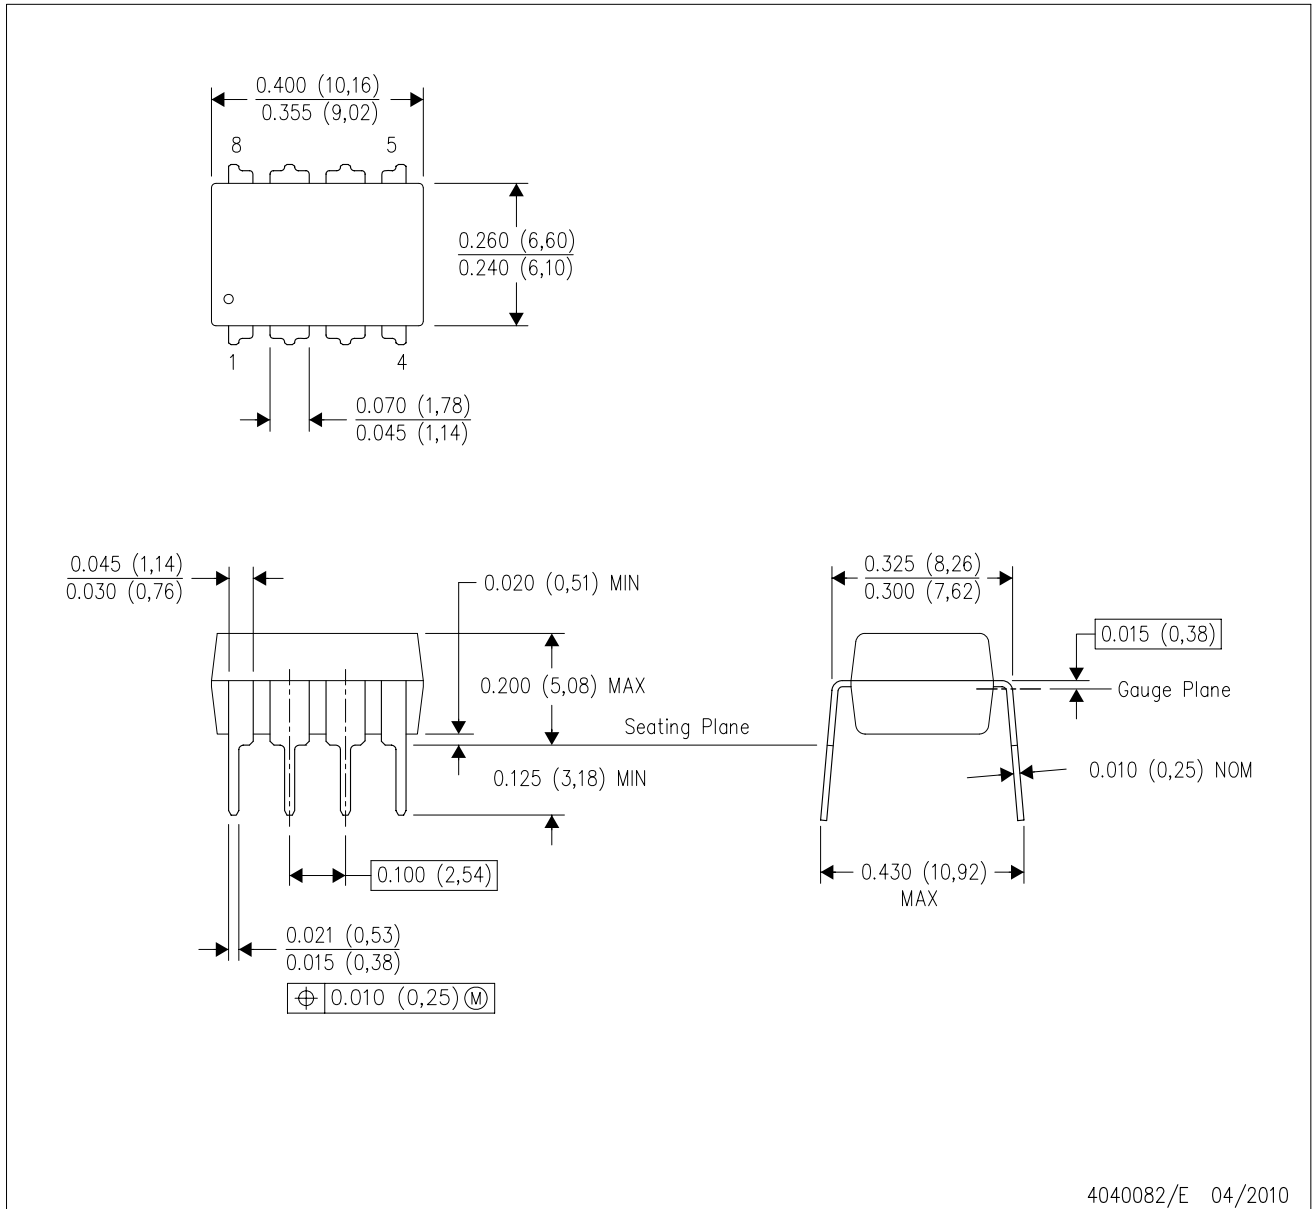 0.400 (10,16)
0.355 (9,02)
8
5
0.260 (6,60)
0.240 (6,10)
1
4
0.070 (1,78)
0.045 (1,14)
0.045 (1,14)
0.030 (0,76)
0.020 (0,51) MIN
0.325 (8,26)
0.300 (7,62)
0.015 (0,38)
0.200 (5,08) MAX
Gauge Plane
Seating Plane
0.125 (3,18) MIN
0.010 (0,25) NOM
0.100 (2,54)
0.430 (10,92)
MAX
0.021 (0,53)
0.015 (0,38)
⌖ 0.010 (0,25) Ⓜ
4040082/E 04/2010